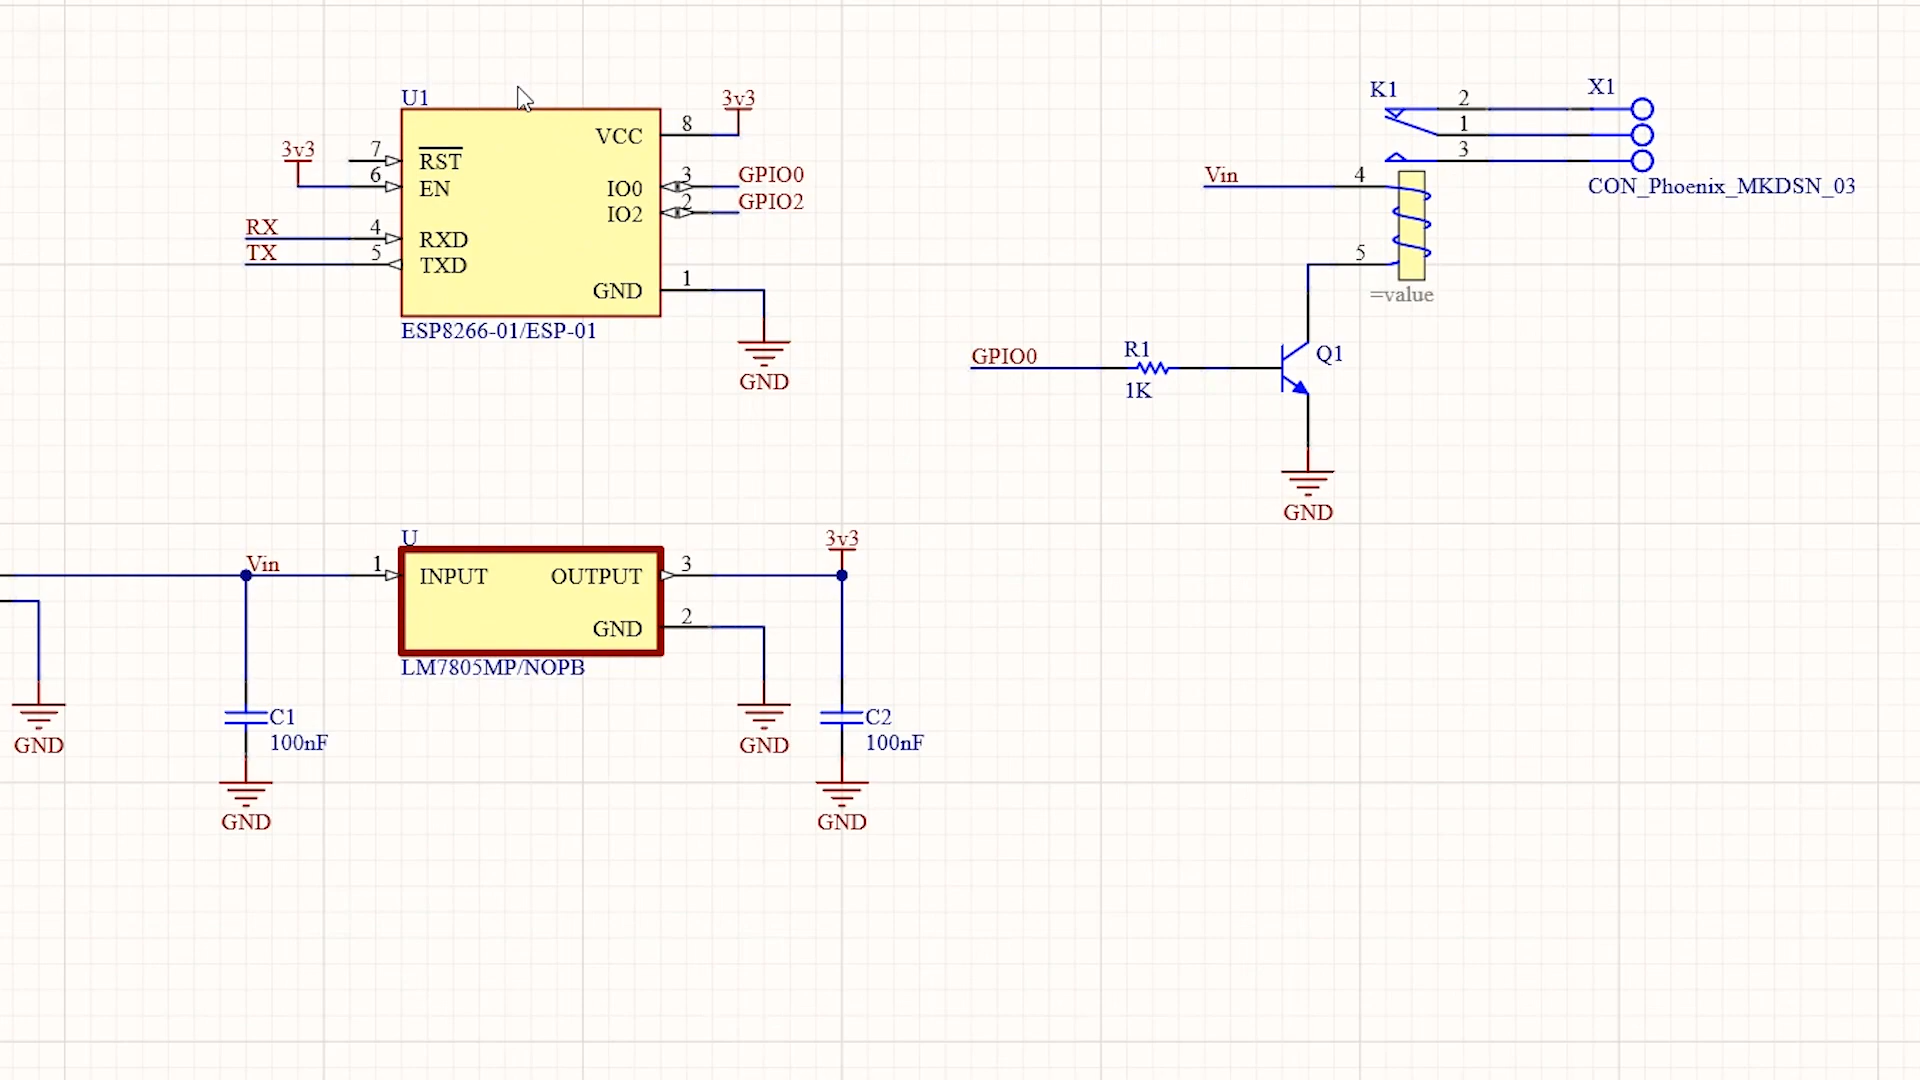 U1
3v3
VCC
8
3v3
7
RST
6
EN
IO0
3
GPIO0
IO2
2
GPIO2
RX
4
RXD
TX
5
TXD
GND
1
ESP8266-01/ESP-01
GND
K1
X1
2
1
3
CON_Phoenix_MKDSN_03
Vin
4
5
=value
GPIO0
R1
1K
Q1
GND
U
3v3
Vin
1
INPUT
OUTPUT
3
GND
2
LM7805MP/NOPB
GND
C1
100nF
GND
GND
C2
100nF
GND